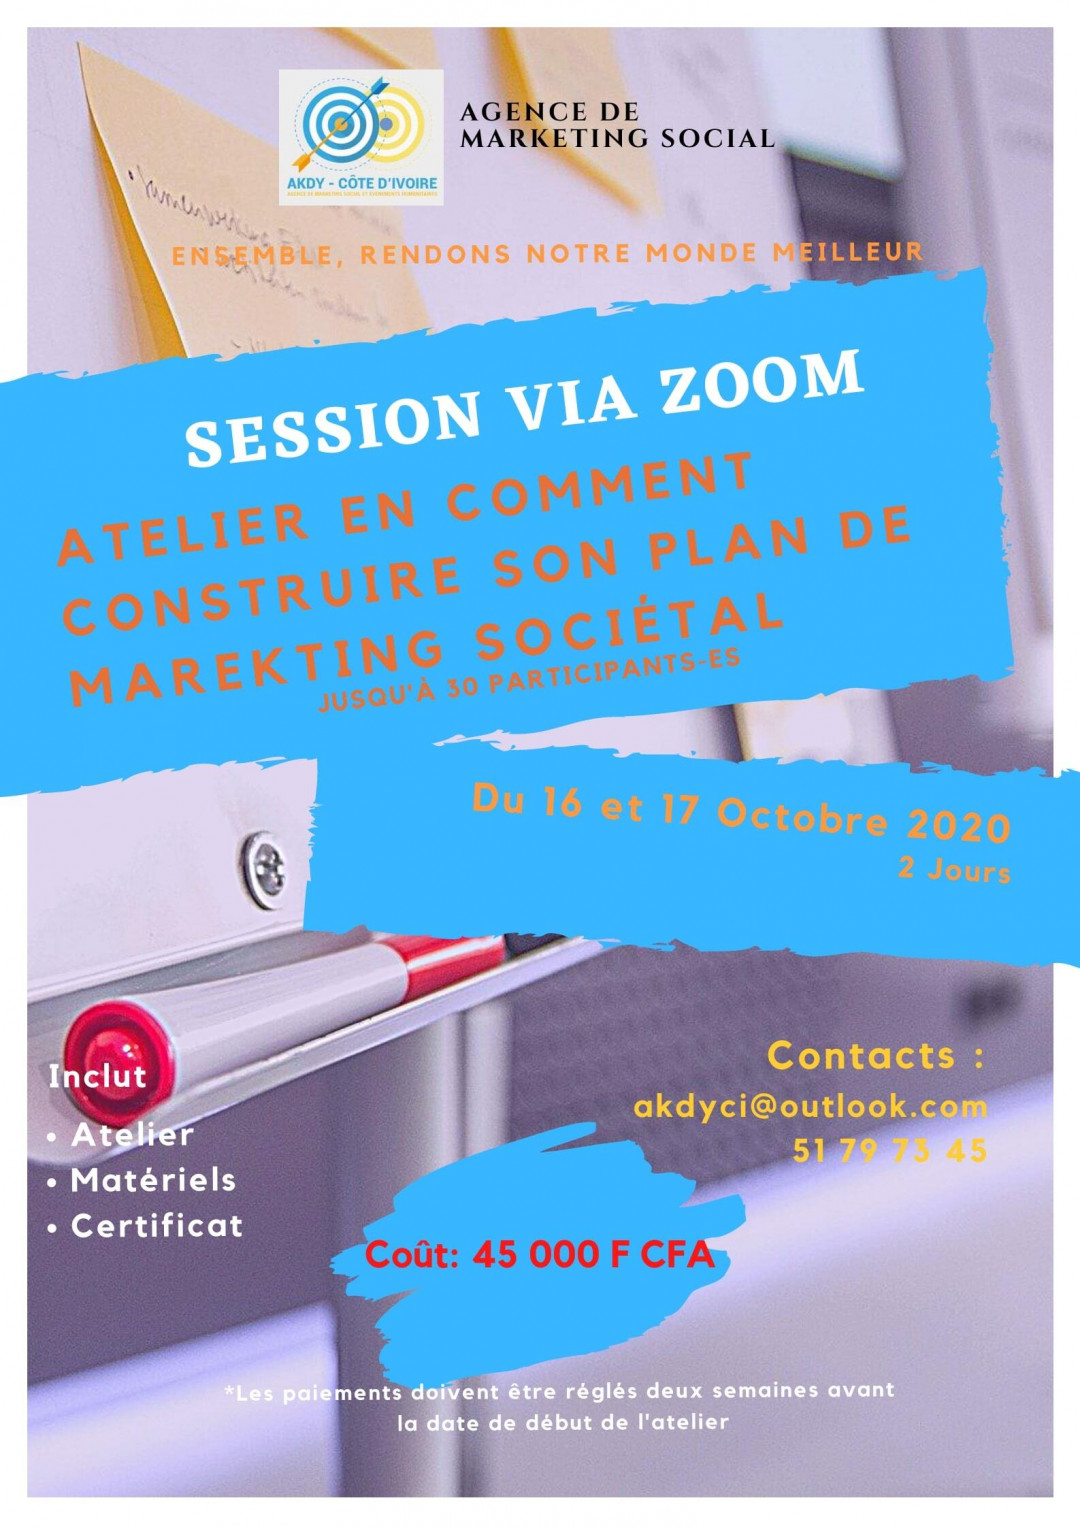 AGENCE DE
MARKETING SOCIAL
AKDY - CÔTE D'IVOIRE
ENSEMBLE, RENDONS NOTRE MONDE MEILLEUR
SESSION VIA ZOOM
ATELIER EN COMMENT
CONSTRUIRE SON PLAN DE
MAREKTING SOCIÉTAL
JUSQU'À 30 PARTICIPANTS-ES
Du 16 et 17 Octobre 2020
2 Jours
Inclut
• Atelier
• Matériels
• Certificat
Contacts :
akdyci@outlook.com
51 79 73 45
Coût: 45 000 F CFA
*Les paiements doivent être réglés deux semaines avant
la date de début de l'atelier